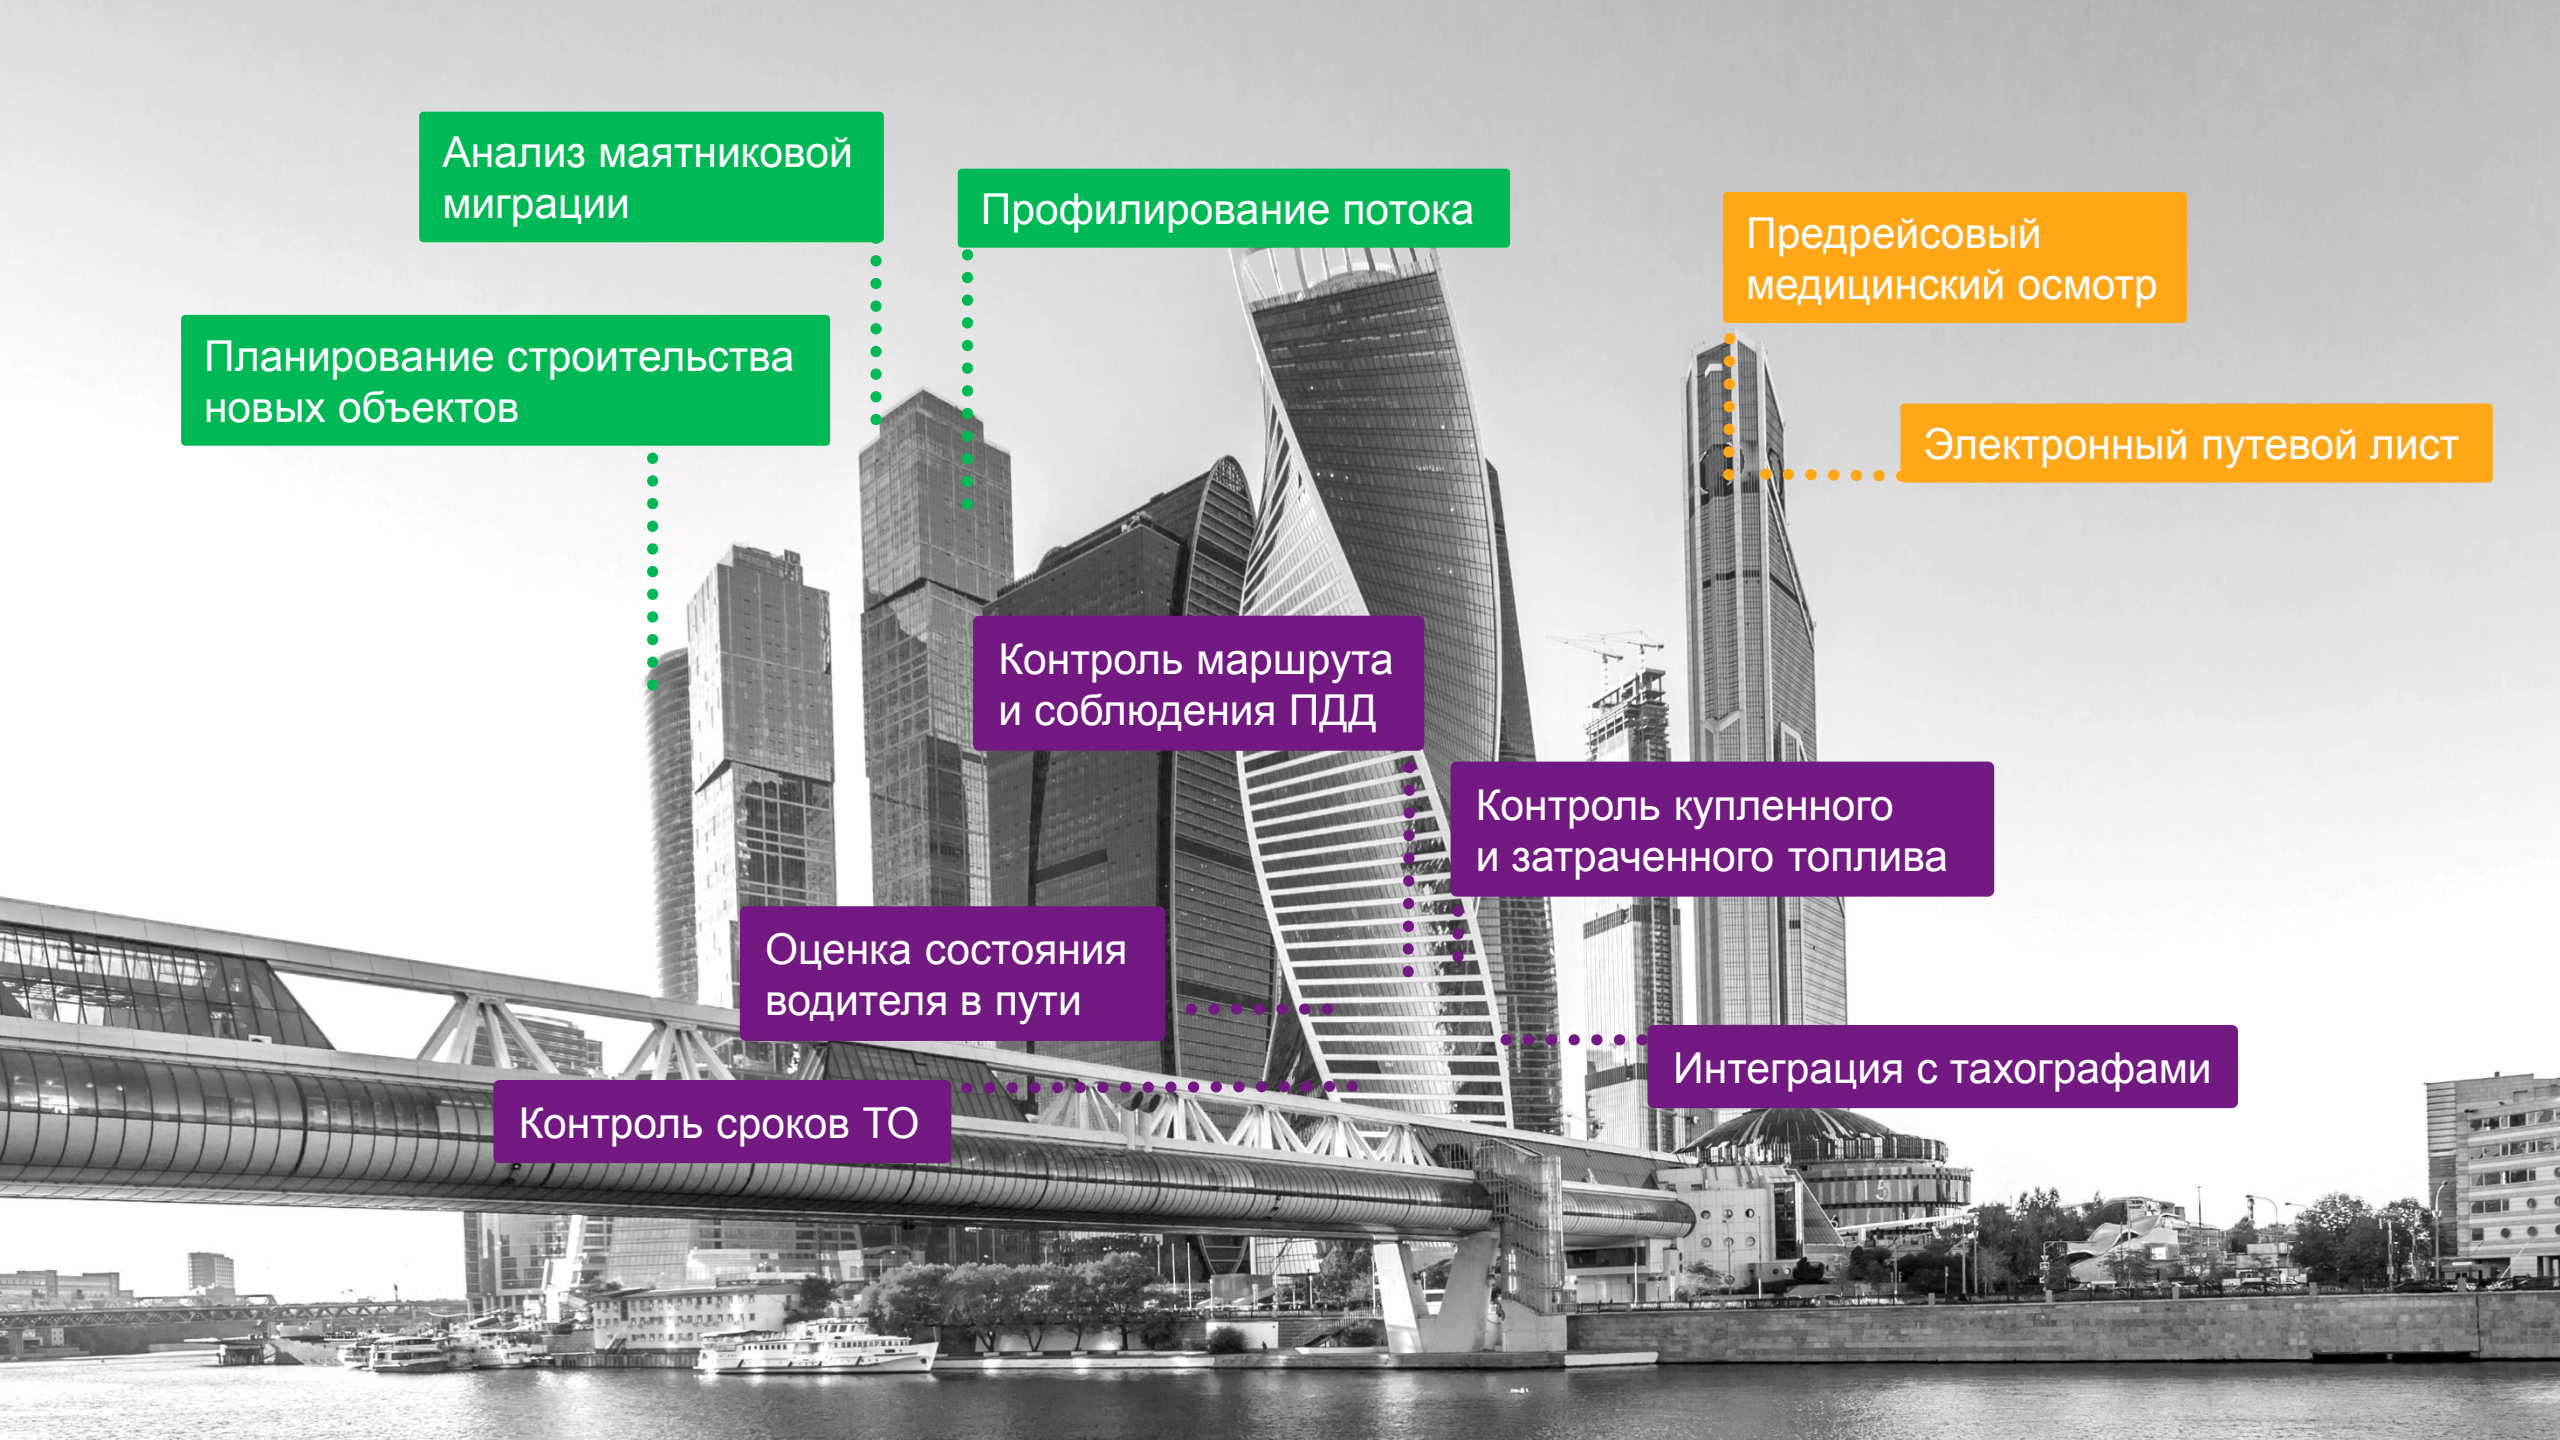 Анализ маятниковой
миграции
Профилирование потока
Предрейсовый
медицинский осмотр
Планирование строительства
новых объектов
Электронный путевой лист
Контроль маршрута
и соблюдения ПДД
Контроль купленного
и затраченного топлива
Оценка состояния
водителя в пути
Интеграция с тахографами
Контроль сроков ТО